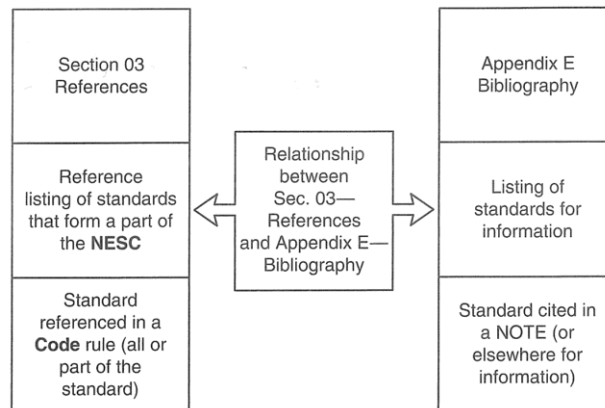 Section 03
References
Reference
listing of standards
that form a part of
the NESC
Standard
referenced in a
Code rule (all or
part of the
standard)
Relationship
between
Sec. 03—
References
and Appendix E—
Bibliography
Appendix E
Bibliography
Listing of
standards for
information
Standard cited in
a NOTE (or
elsewhere for
information)